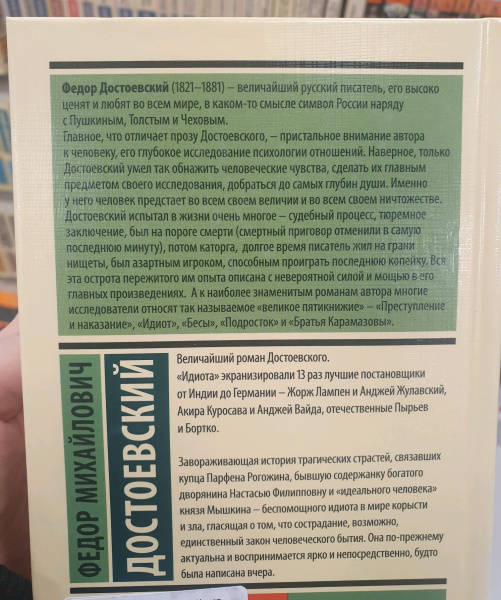 Федор Достоевский (1821–1881) – величайший русский писатель, его высоко
ценят и любят во всем мире, в каком-то смысле символ России наряду
с Пушкиным, Толстым и Чеховым.
Главное, что отличает прозу Достоевского, – пристальное внимание автора
к человеку, его глубокое исследование психологии отношений. Наверное, только
Достоевский умел так обнажить человеческие чувства, сделать их главным
предметом своего исследования, добраться до самых глубин души. Именно
у него человек предстает во всем своем величии и во всем своем ничтожестве.
Достоевский испытал в жизни очень многое – судебный процесс, тюремное
заключение, был на пороге смерти (смертный приговор отменили в самую
последнюю минуту), потом каторга, долгое время писатель жил на грани
нищеты, был азартным игроком, способным проиграть последнюю копейку. Вся
эта острота пережитого им опыта описана с невероятной силой и мощью в его
главных произведениях. А к наиболее знаменитым романам автора многие
исследователи относят так называемое «великое пятикнижие» – «Преступление
и наказание», «Идиот», «Бесы», «Подросток» и «Братья Карамазовы».
ФЕДОР МИХАЙЛОВИЧ
ДОСТОЕВСКИЙ
Величайший роман Достоевского.
«Идиота» экранизировали 13 раз лучшие постановщики
от Индии до Германии – Жорж Лампен и Анджей Жулавский,
Акира Куросава и Анджей Вайда, отечественные Пырьев
и Бортко.
Завораживающая история трагических страстей, связавших
купца Парфена Рогожина, бывшую содержанку богатого
дворянина Настасью Филипповну и «идеального человека»
князя Мышкина – беспомощного идиота в мире корысти
и зла, гласящая о том, что сострадание, возможно,
единственный закон человеческого бытия. Она по-прежнему
актуальна и воспринимается ярко и непосредственно, будто
была написана вчера.